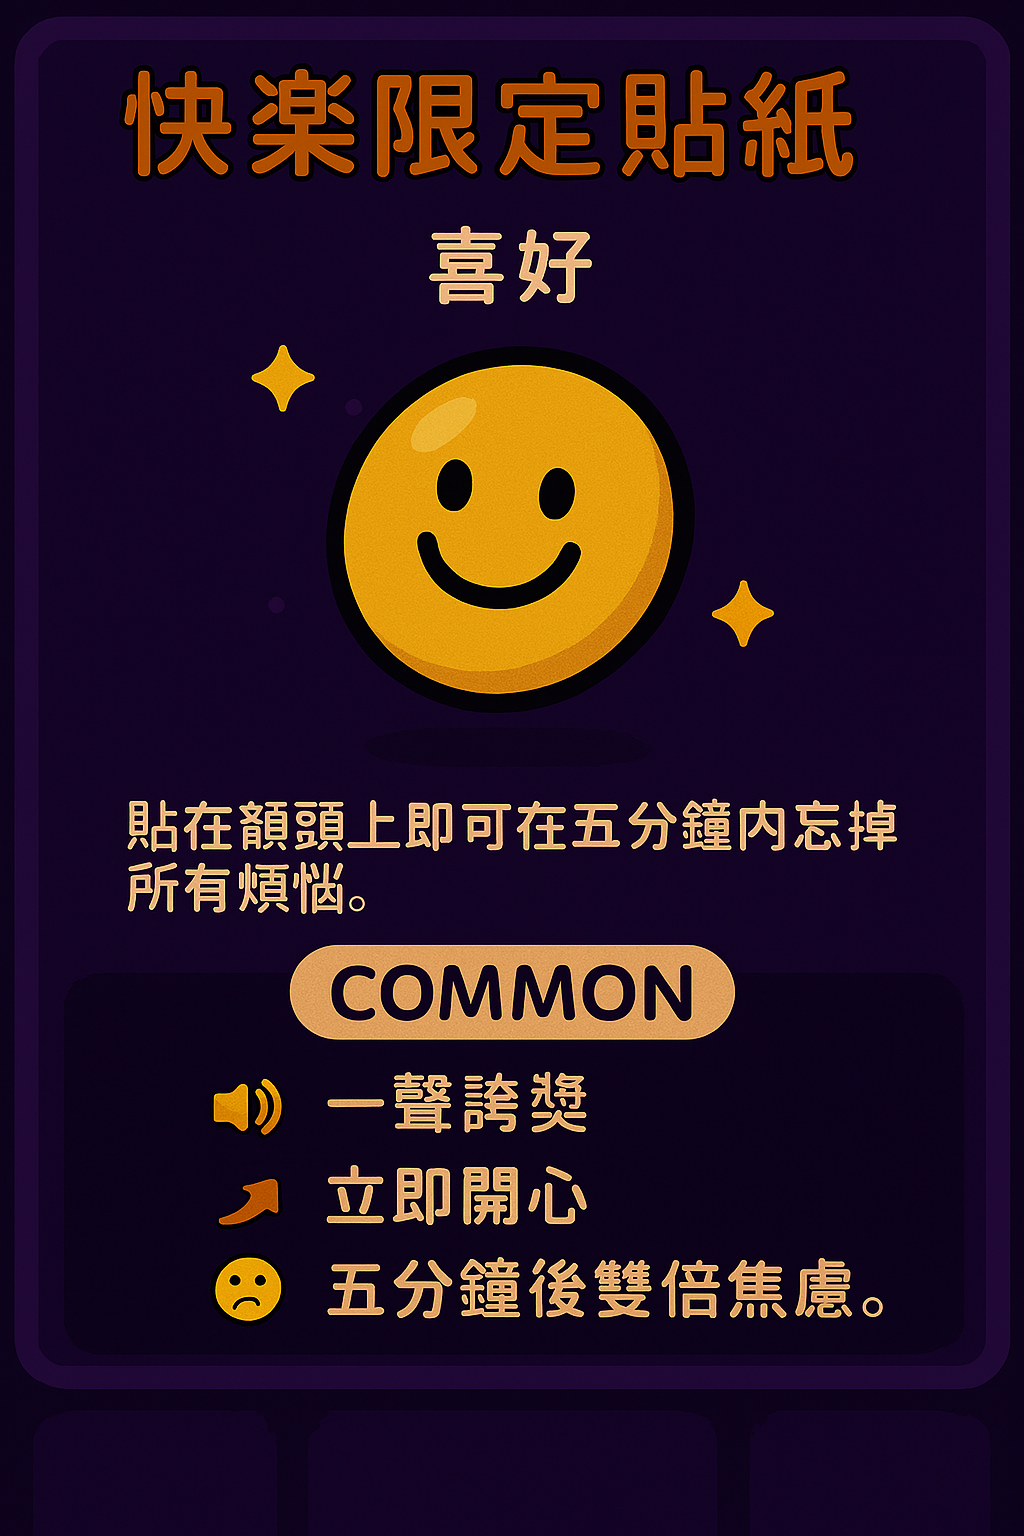 快楽限定貼紙
喜好
貼在額頭上即可在五分鐘内忘掉
所有煩悩。
COMMON
一聲誇獎
立即開心
五分鐘後雙倍焦慮。